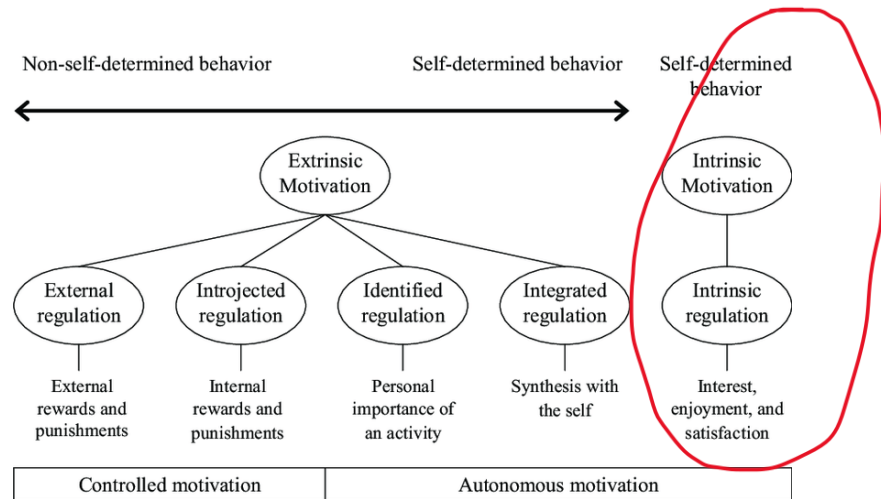 Non-self-determined behavior
Self-determined behavior
Self-determined
behavior
Extrinsic
Motivation
Intrinsic
Motivation
External
regulation
Introjected
regulation
Identified
regulation
Integrated
regulation
Intrinsic
regulation
External
rewards and
punishments
Internal
rewards and
punishments
Personal
importance of
an activity
Synthesis with
the self
Interest,
enjoyment, and
satisfaction
Controlled motivation
Autonomous motivation